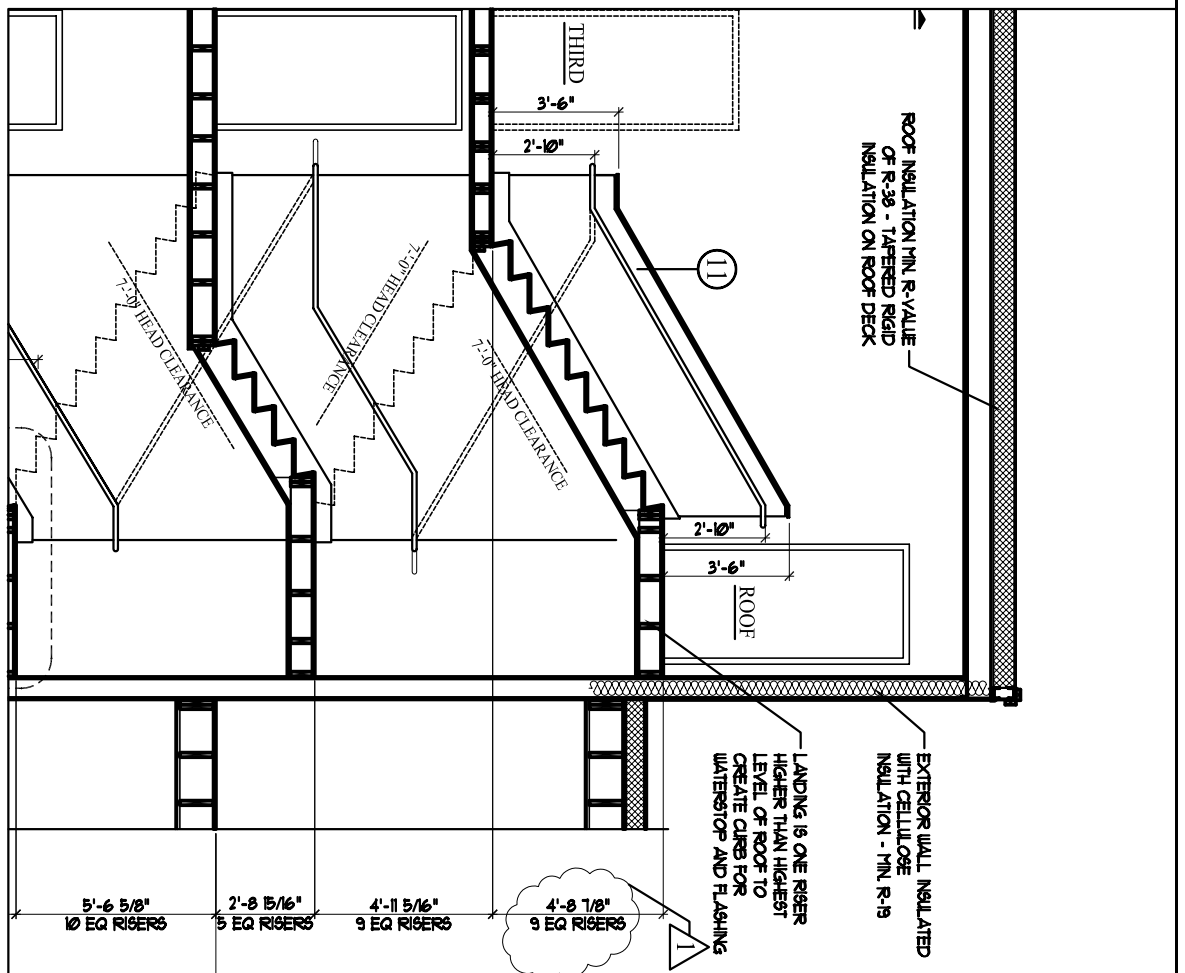 THIRD
3'-6"
2'-10"
ROOF INSULATION MIN. R-VALUE
OF R-38 - TAPERED RIGID
INSULATION ON ROOF DECK
11
7'-0" HEAD CLEARANCE
7'-0" HEAD CLEARANCE
7'-0" HEAD CLEARANCE
2'-10"
3'-6"
ROOF
EXTERIOR WALL INSULATED
WITH CELLULOSE
INSULATION - MIN. R-19
LANDING IS ONE RISER
HIGHER THAN HIGHEST
LEVEL OF ROOF TO
CREATE CURB FOR
WATERSTOP AND FLASHING
1
5'-6 5/8"
10 EQ RISERS
2'-8 15/16"
5 EQ RISERS
4'-11 5/16"
9 EQ RISERS
4'-8 7/8"
9 EQ RISERS